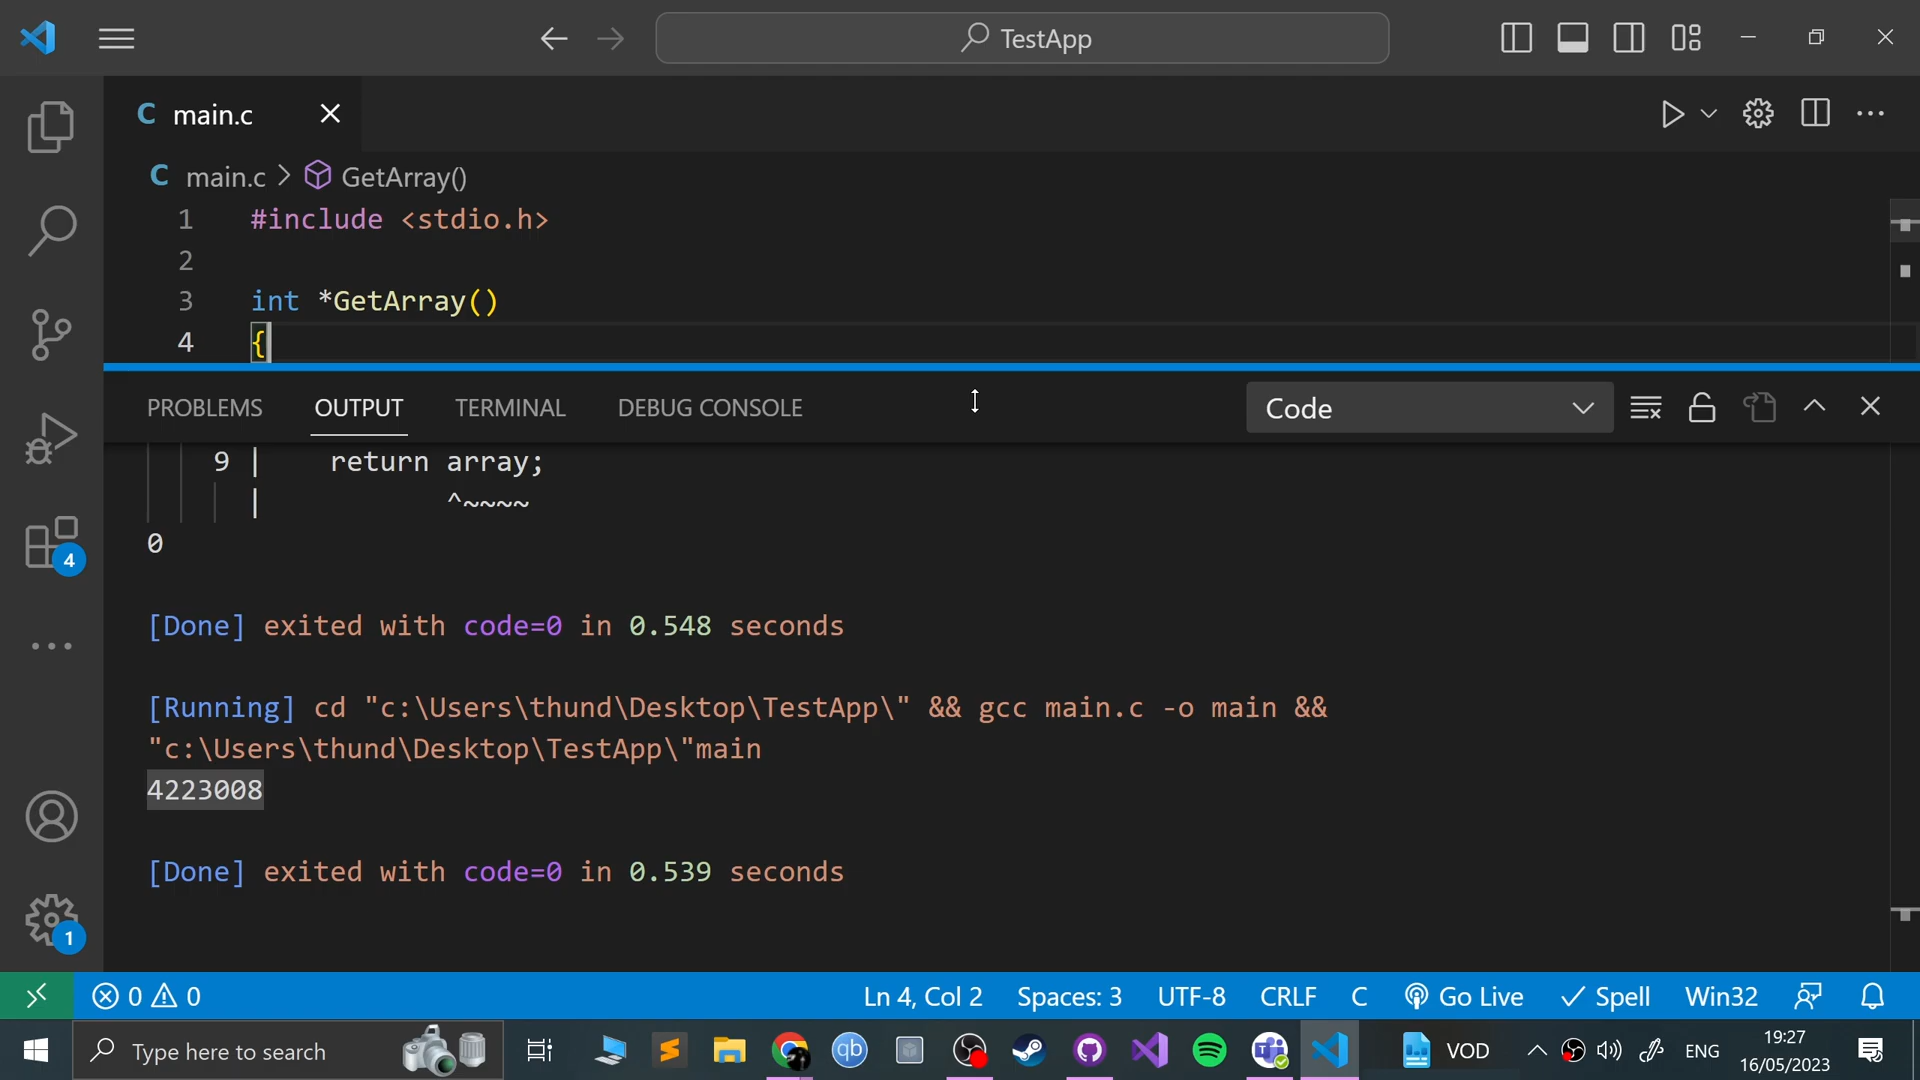 TestApp
C main.c
C main.c > GetArray()
1 #include <stdio.h>
2
3 int *GetArray()
4 {
PROBLEMS OUTPUT TERMINAL DEBUG CONSOLE Code
9 | return array;
| ^~~~~~
0
[Done] exited with code=0 in 0.548 seconds
[Running] cd "c:\Users\thund\Desktop\TestApp\" && gcc main.c -o main &&
"c:\Users\thund\Desktop\TestApp\"main
4223008
[Done] exited with code=0 in 0.539 seconds
4
1
0 0 Ln 4, Col 2 Spaces: 3 UTF-8 CRLF C Go Live Spell Win32
Type here to search qb VOD ENG 19:27
16/05/2023